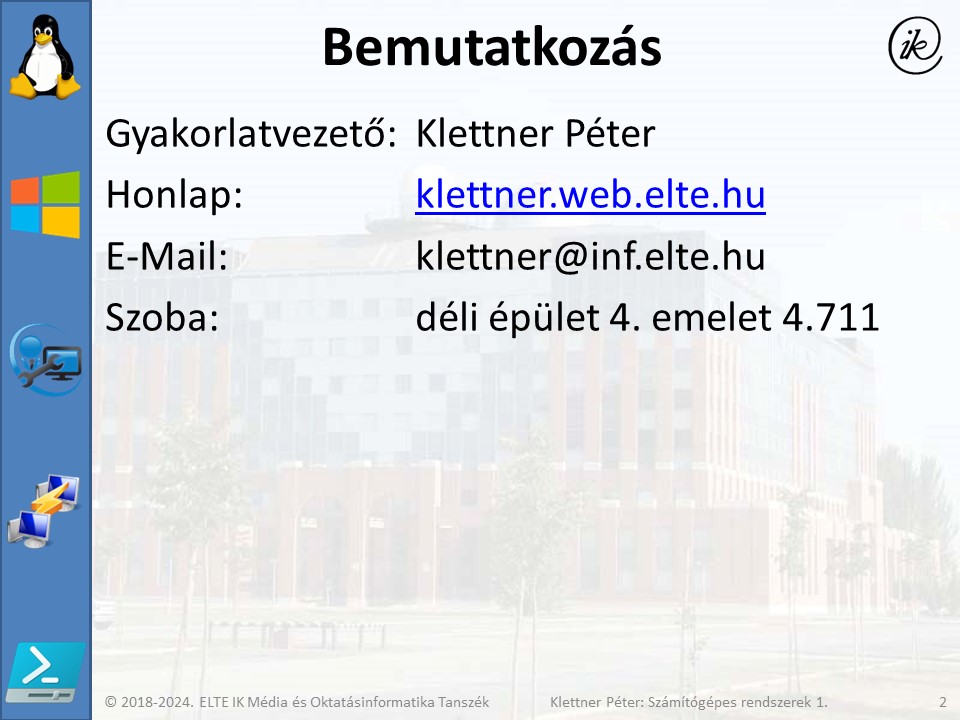 Bemutatkozás
ik
Gyakorlatvezető: Klettner Péter
Honlap: klettner.web.elte.hu
E-Mail: klettner@inf.elte.hu
Szoba: déli épület 4. emelet 4.711
© 2018-2024. ELTE IK Média és Oktatásinformatika Tanszék Klettner Péter: Számítógépes rendszerek 1. 2